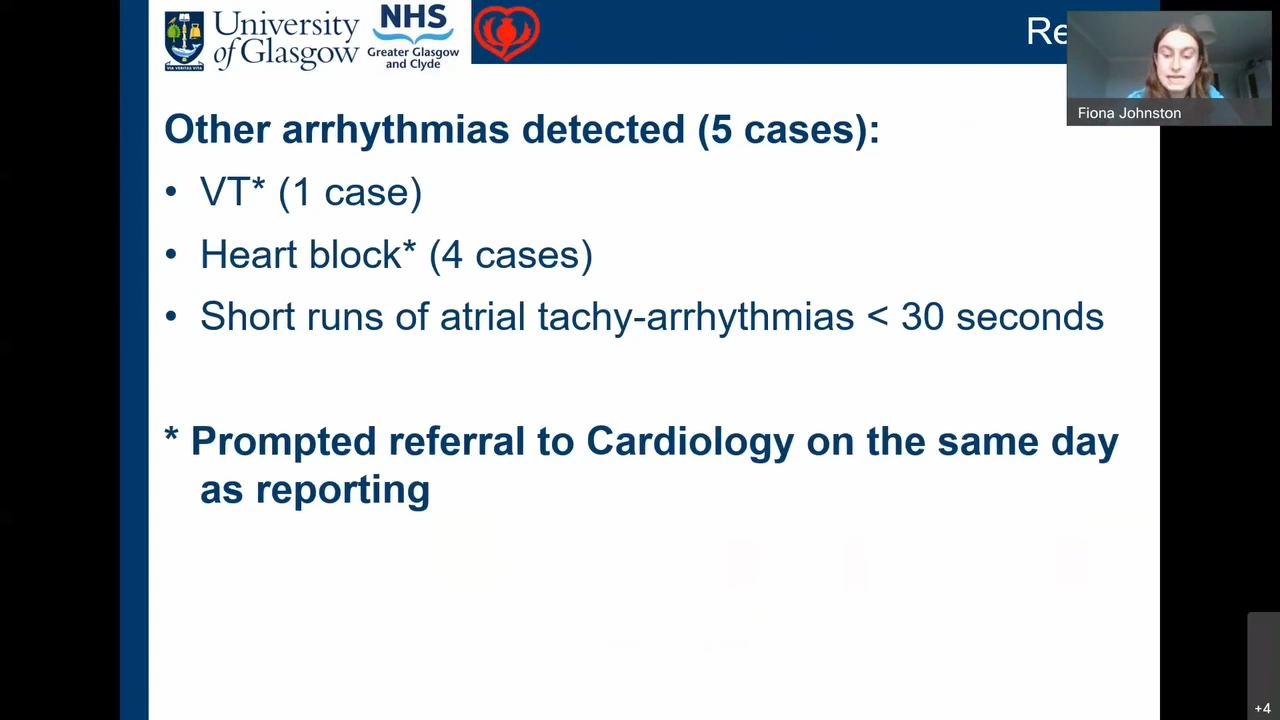 University
of Glasgow
NHS
Greater Glasgow
and Clyde
Fiona Johnston
Other arrhythmias detected (5 cases):
• VT* (1 case)
• Heart block* (4 cases)
• Short runs of atrial tachy-arrhythmias < 30 seconds
* Prompted referral to Cardiology on the same day
as reporting
+4